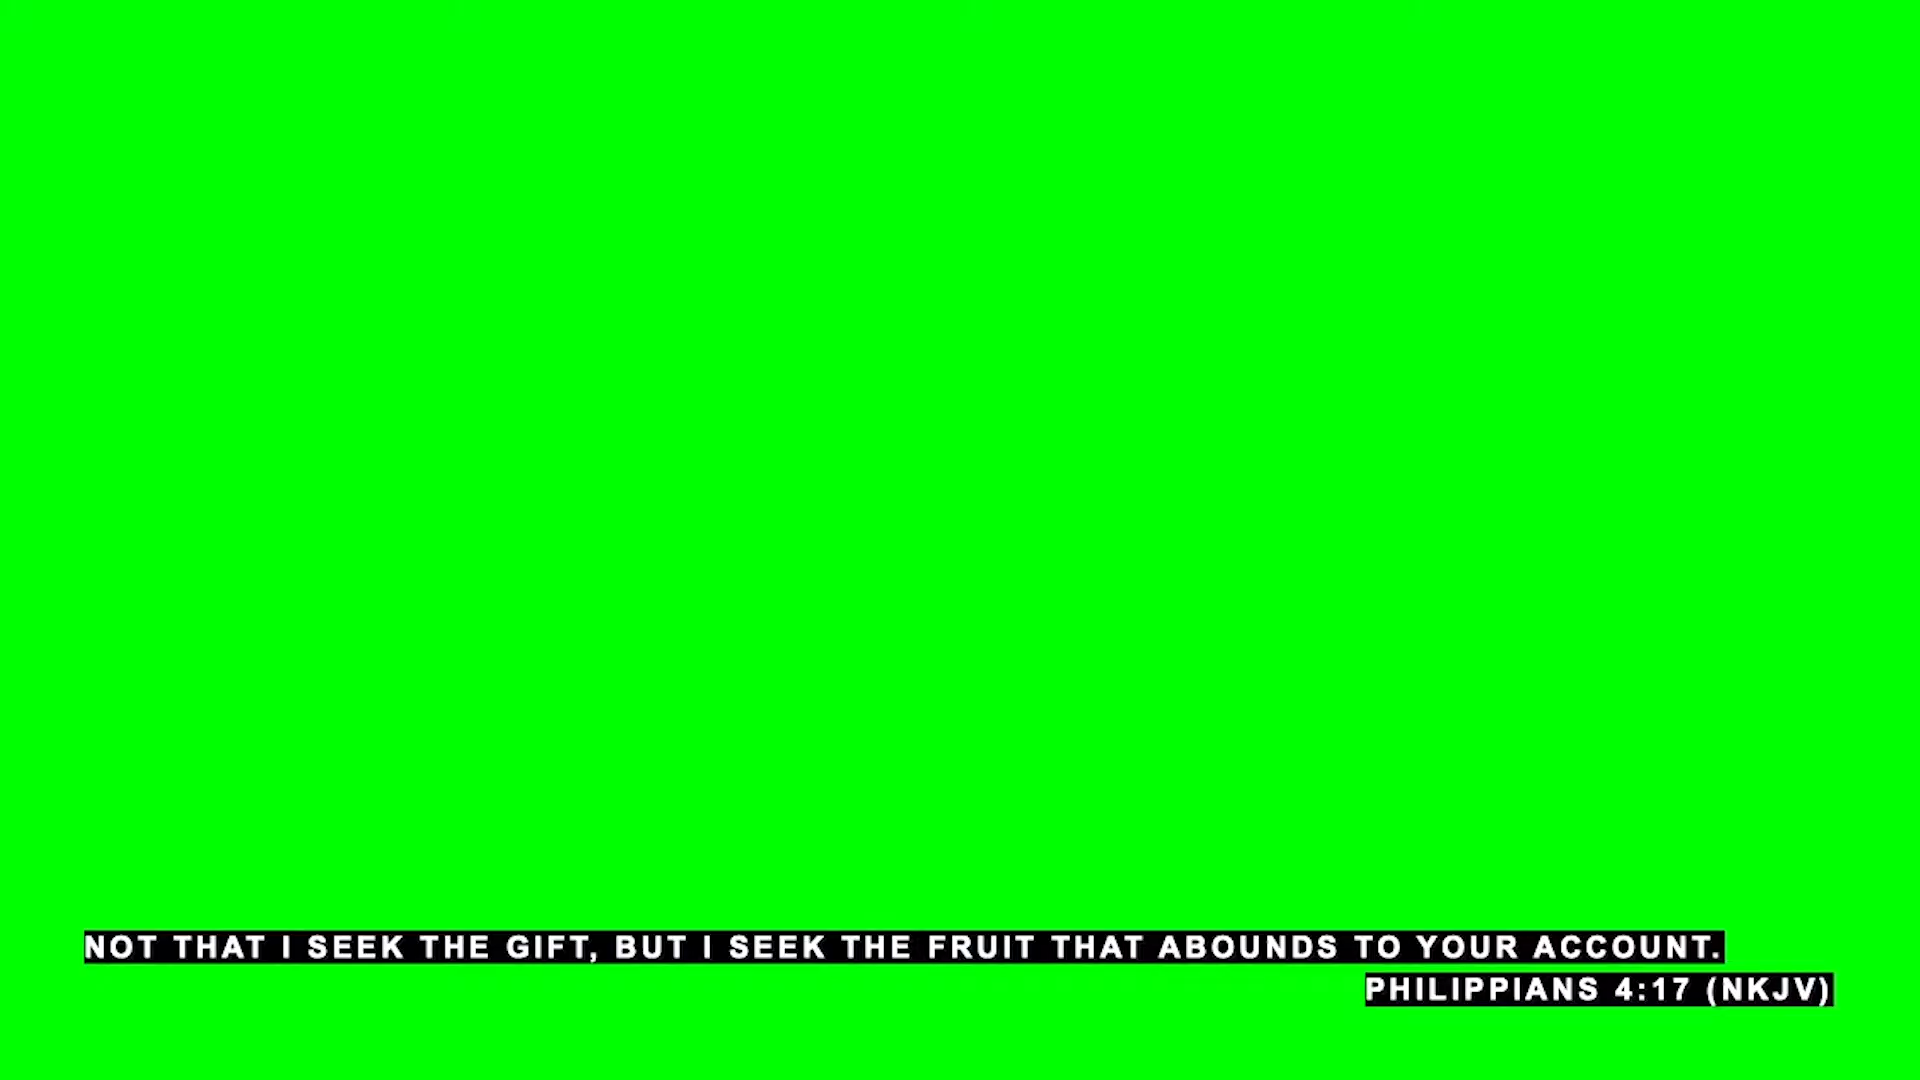 NOT THAT I SEEK THE GIFT, BUT I SEEK THE FRUIT THAT ABOUNDS TO YOUR ACCOUNT.
PHILIPPIANS 4:17 (NKJV)